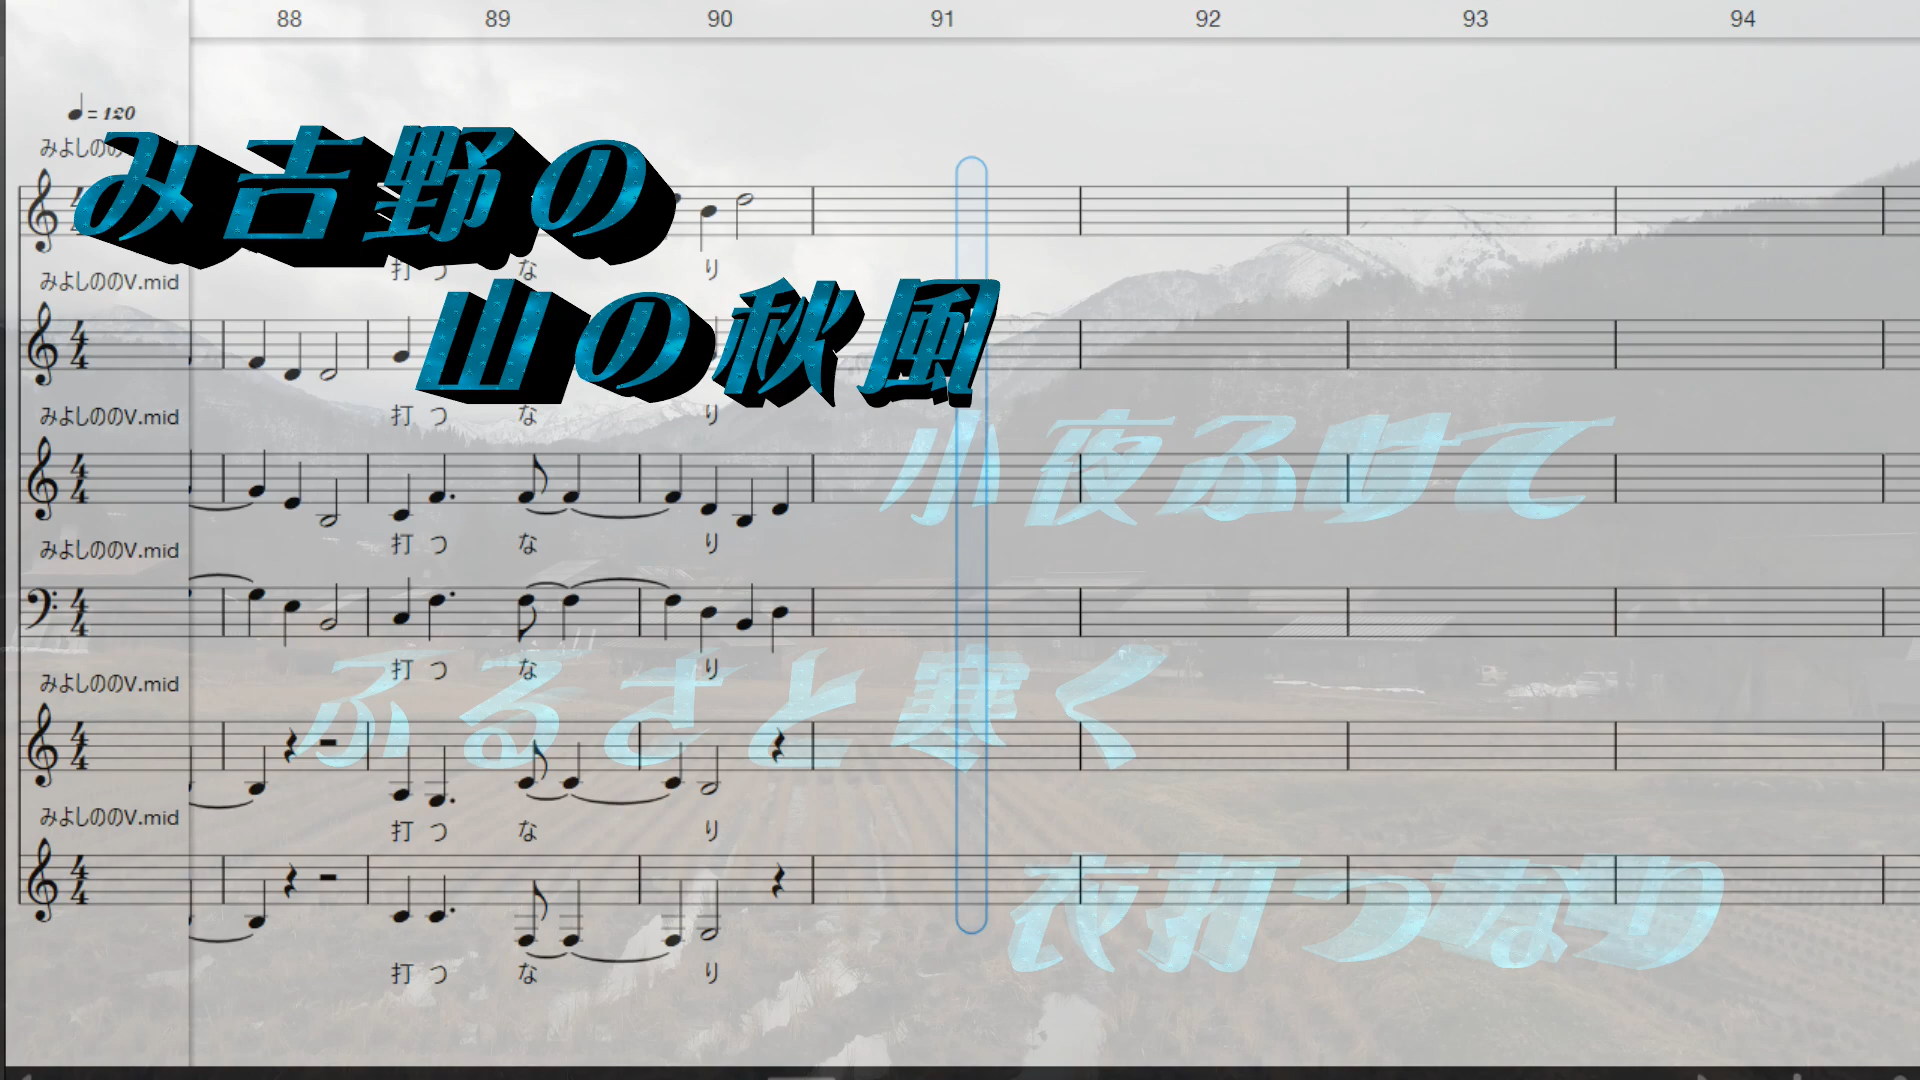 88 89 90 91 92 93 94
= 120
みよしのの
み吉野の
打つなり
みよしののV.mid
山の秋風
打つなり
みよしののV.mid
小夜ふけて
打つなり
みよしののV.mid
打つなり
ふるさと寒く
みよしののV.mid
打つなり
みよしののV.mid
衣打つなり
打つなり